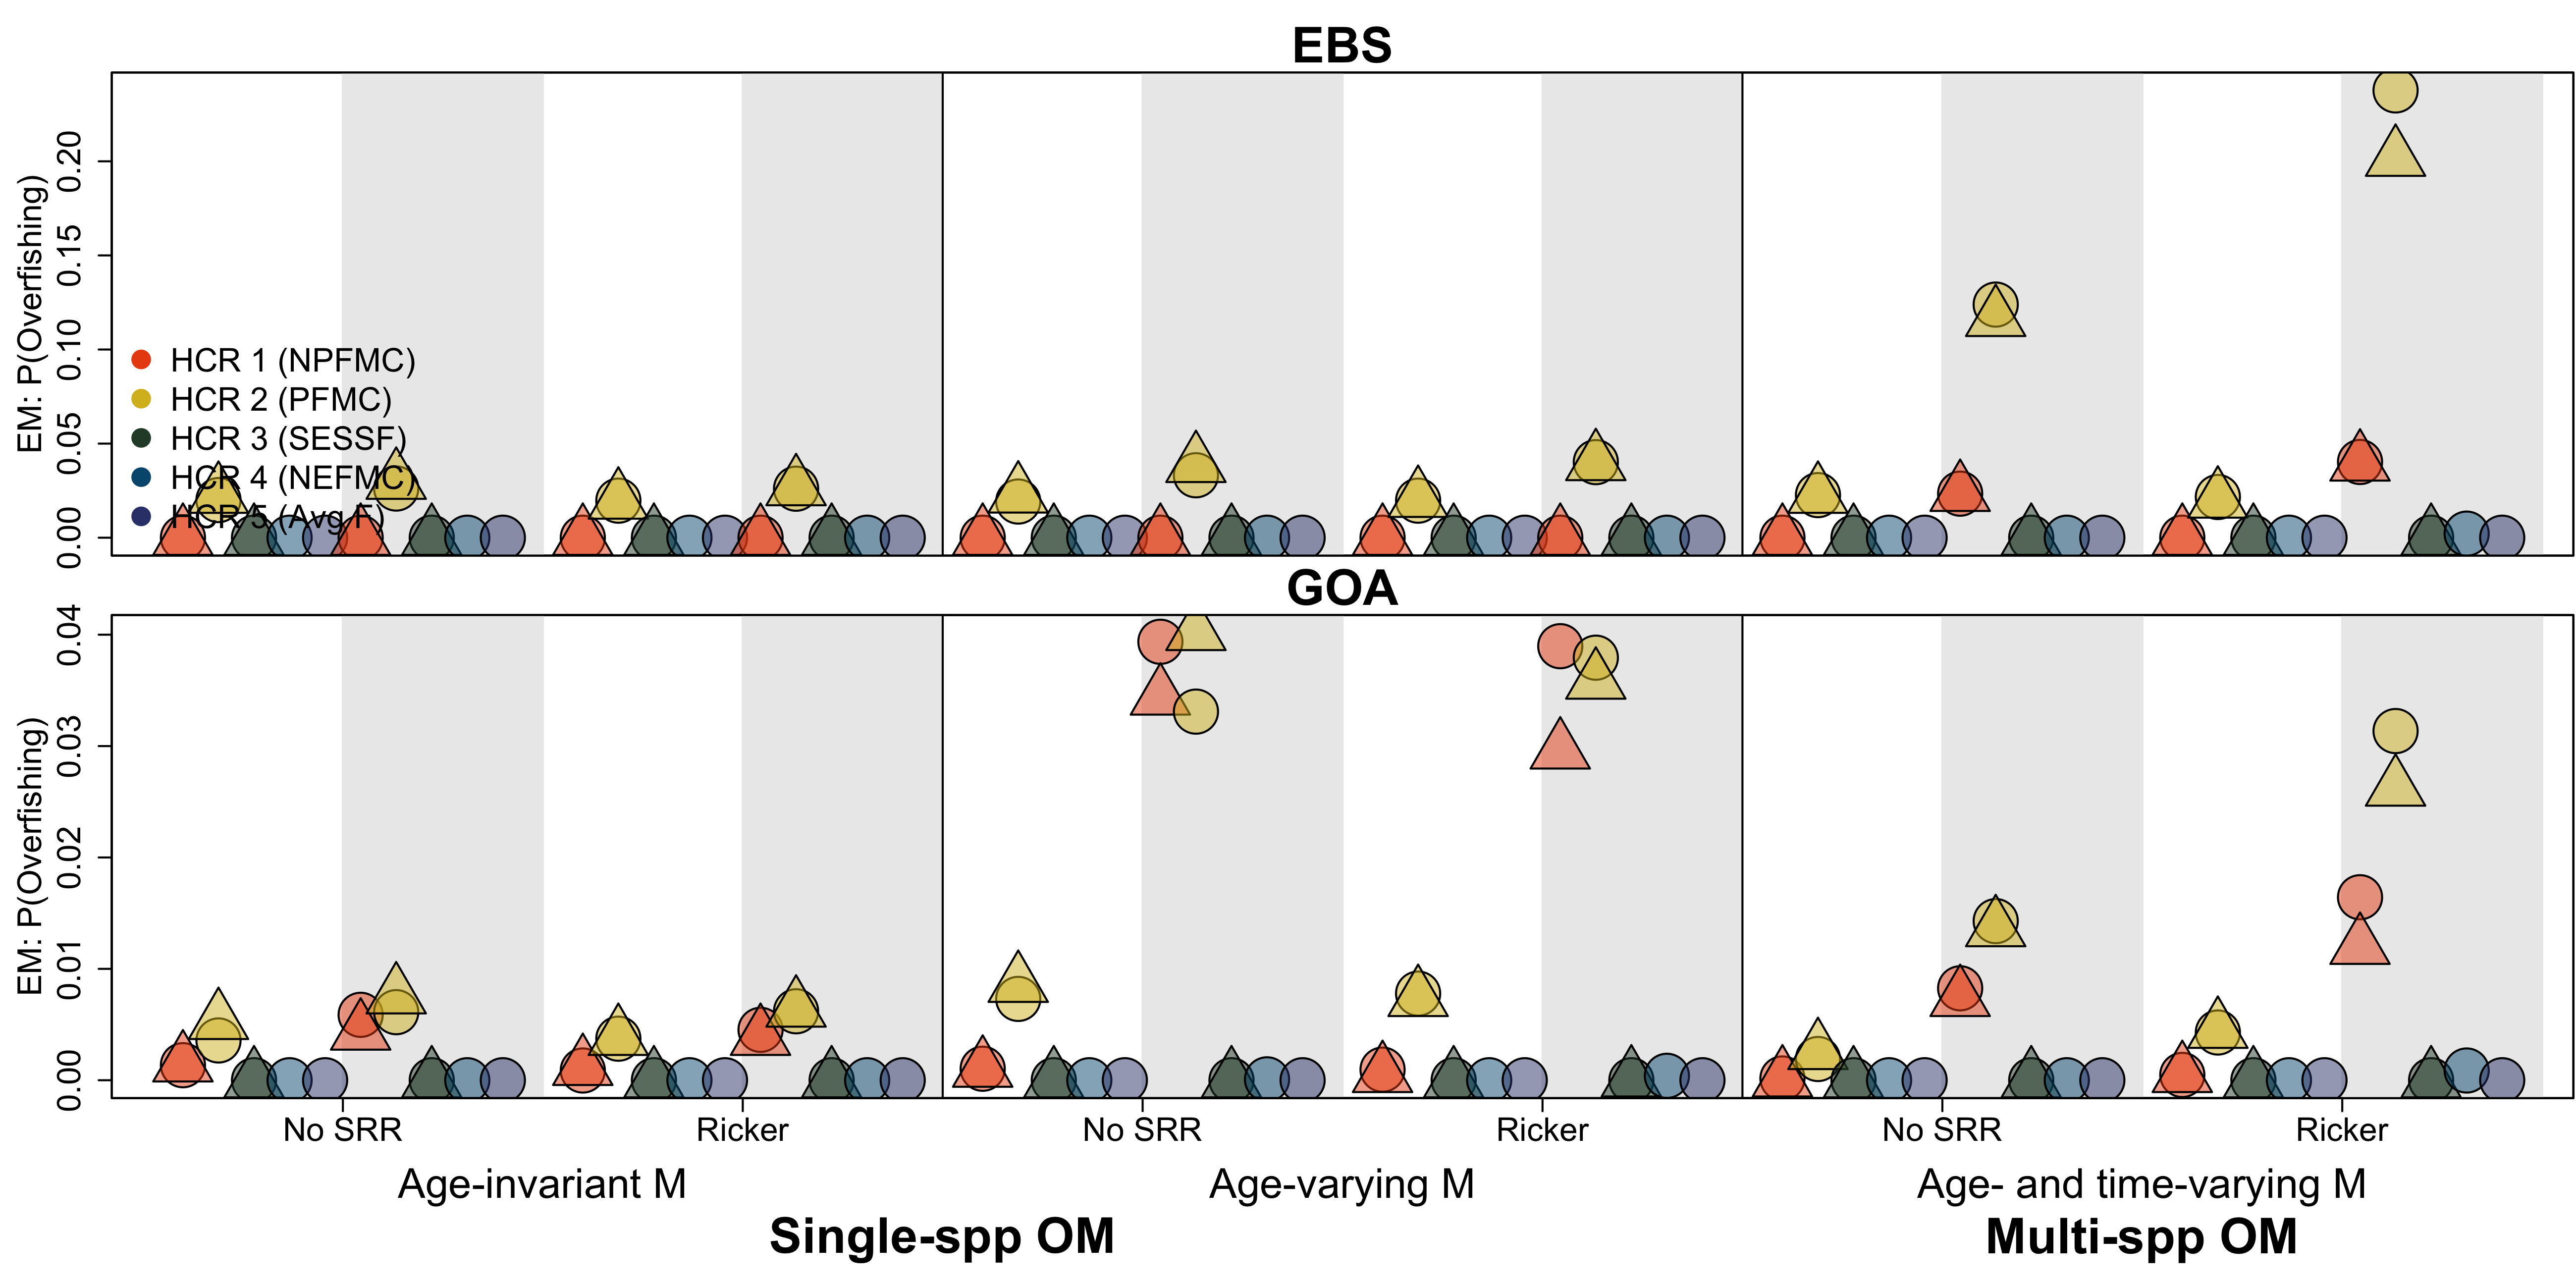 EBS
EM: P(Overfishing)
0.20
0.15
0.10
0.05
0.00
HCR 1 (NPFMC)
HCR 2 (PFMC)
HCR 3 (SESSF)
HCR 4 (NEFMC)
HCR 5 (Avg F)
GOA
EM: P(Overfishing)
0.04
0.03
0.02
0.01
0.00
No SRR Ricker No SRR Ricker No SRR Ricker
Age-invariant M Age-varying M Age- and time-varying M
Single-spp OM Multi-spp OM